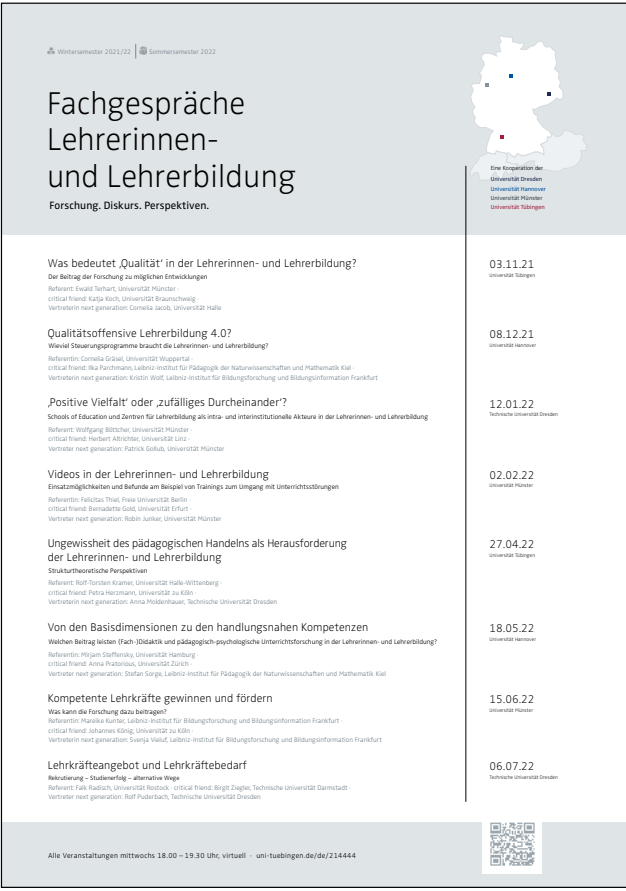 Wintersemester 2021/22 | Sommersemester 2022
Fachgespräche
Lehrerinnen-
und Lehrerbildung
Forschung. Diskurs. Perspektiven.
Eine Kooperation der
Universität Dresden
Universität Hannover
Universität Münster
Universität Tübingen
Was bedeutet ‚Qualität‘ in der Lehrerinnen- und Lehrerbildung?
Der Beitrag der Forschung zu möglichen Entwicklungen
Referent: Ewald Terhart, Universität Münster ·
critical friend: Katja Koch, Universität Braunschweig ·
Vertreterin next generation: Cornelia Jacob, Universität Halle
03.11.21
Universität Tübingen
Qualitätsoffensive Lehrerbildung 4.0?
Wieviel Steuerungsprogramme braucht die Lehrerinnen- und Lehrerbildung?
Referentin: Cornelia Gräsel, Universität Wuppertal ·
critical friend: Ilka Parchmann, Leibniz-Institut für Pädagogik der Naturwissenschaften und Mathematik Kiel ·
Vertreterin next generation: Kristin Wolf, Leibniz-Institut für Bildungsforschung und Bildungsinformation Frankfurt
08.12.21
Universität Hannover
‚Positive Vielfalt‘ oder ‚zufälliges Durcheinander‘?
Schools of Education und Zentren für Lehrerbildung als intra- und interinstitutionelle Akteure in der Lehrerinnen- und Lehrerbildung
Referent: Wolfgang Böttcher, Universität Münster ·
critical friend: Herbert Altrichter, Universität Linz ·
Vertreter next generation: Patrick Gollub, Universität Münster
12.01.22
Technische Universität Dresden
Videos in der Lehrerinnen- und Lehrerbildung
Einsatzmöglichkeiten und Befunde am Beispiel von Trainings zum Umgang mit Unterrichtsstörungen
Referentin: Felicitas Thiel, Freie Universität Berlin ·
critical friend: Bernadette Gold, Universität Erfurt ·
Vertreter next generation: Robin Junker, Universität Münster
02.02.22
Universität Münster
Ungewissheit des pädagogischen Handelns als Herausforderung
der Lehrerinnen- und Lehrerbildung
Strukturtheoretische Perspektiven
Referent: Rolf-Torsten Kramer, Universität Halle-Wittenberg ·
critical friend: Petra Herzmann, Universität zu Köln ·
Vertreterin next generation: Anna Moldenhauer, Technische Universität Dresden
27.04.22
Universität Tübingen
Von den Basisdimensionen zu den handlungsnahen Kompetenzen
Welchen Beitrag leisten (Fach-)Didaktik und pädagogisch-psychologische Unterrichtsforschung in der Lehrerinnen- und Lehrerbildung?
Referentin: Mirjam Steffensky, Universität Hamburg ·
critical friend: Anna Pratorious, Universität Zürich ·
Vertreter next generation: Stefan Sorge, Leibniz-Institut für Pädagogik der Naturwissenschaften und Mathematik Kiel
18.05.22
Universität Hannover
Kompetente Lehrkräfte gewinnen und fördern
Was kann die Forschung dazu beitragen?
Referentin: Mareike Kunter, Leibniz-Institut für Bildungsforschung und Bildungsinformation Frankfurt ·
critical friend: Johannes König, Universität zu Köln ·
Vertreterin next generation: Svenja Vieluf, Leibniz-Institut für Bildungsforschung und Bildungsinformation Frankfurt
15.06.22
Universität Münster
Lehrkräfteangebot und Lehrkräftebedarf
Rekrutierung – Studienerfolg – alternative Wege
Referent: Falk Radisch, Universität Rostock · critical friend: Birgit Ziegler, Technische Universität Darmstadt ·
Vertreter next generation: Rolf Puderbach, Technische Universität Dresden
06.07.22
Technische Universität Dresden
Alle Veranstaltungen mittwochs 18.00 – 19.30 Uhr, virtuell · uni-tuebingen.de/de/214444